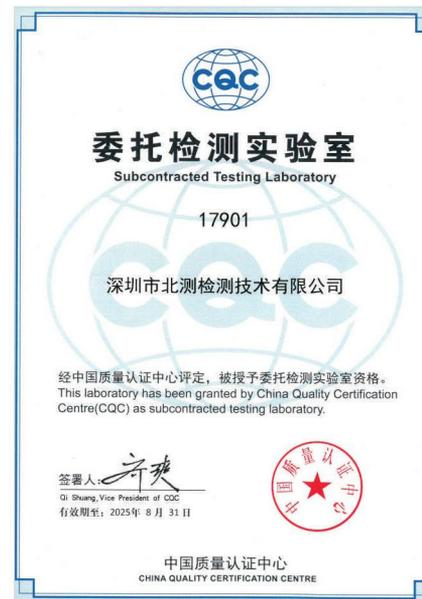 CQC
委托检测实验室
Subcontracted Testing Laboratory
17901
深圳市北测检测技术有限公司
经中国质量认证中心评定，被授予委托检测实验室资格。
This laboratory has been granted by China Quality Certification
Centre(CQC) as subcontracted testing laboratory.
签署人:
齐爽
Qi Shuang,Vice President of CQC
有效期至: 2025年 8 月 31 日
中国质量认证中心
中国质量认证中心
CHINA QUALITY CERTIFICATION CENTRE